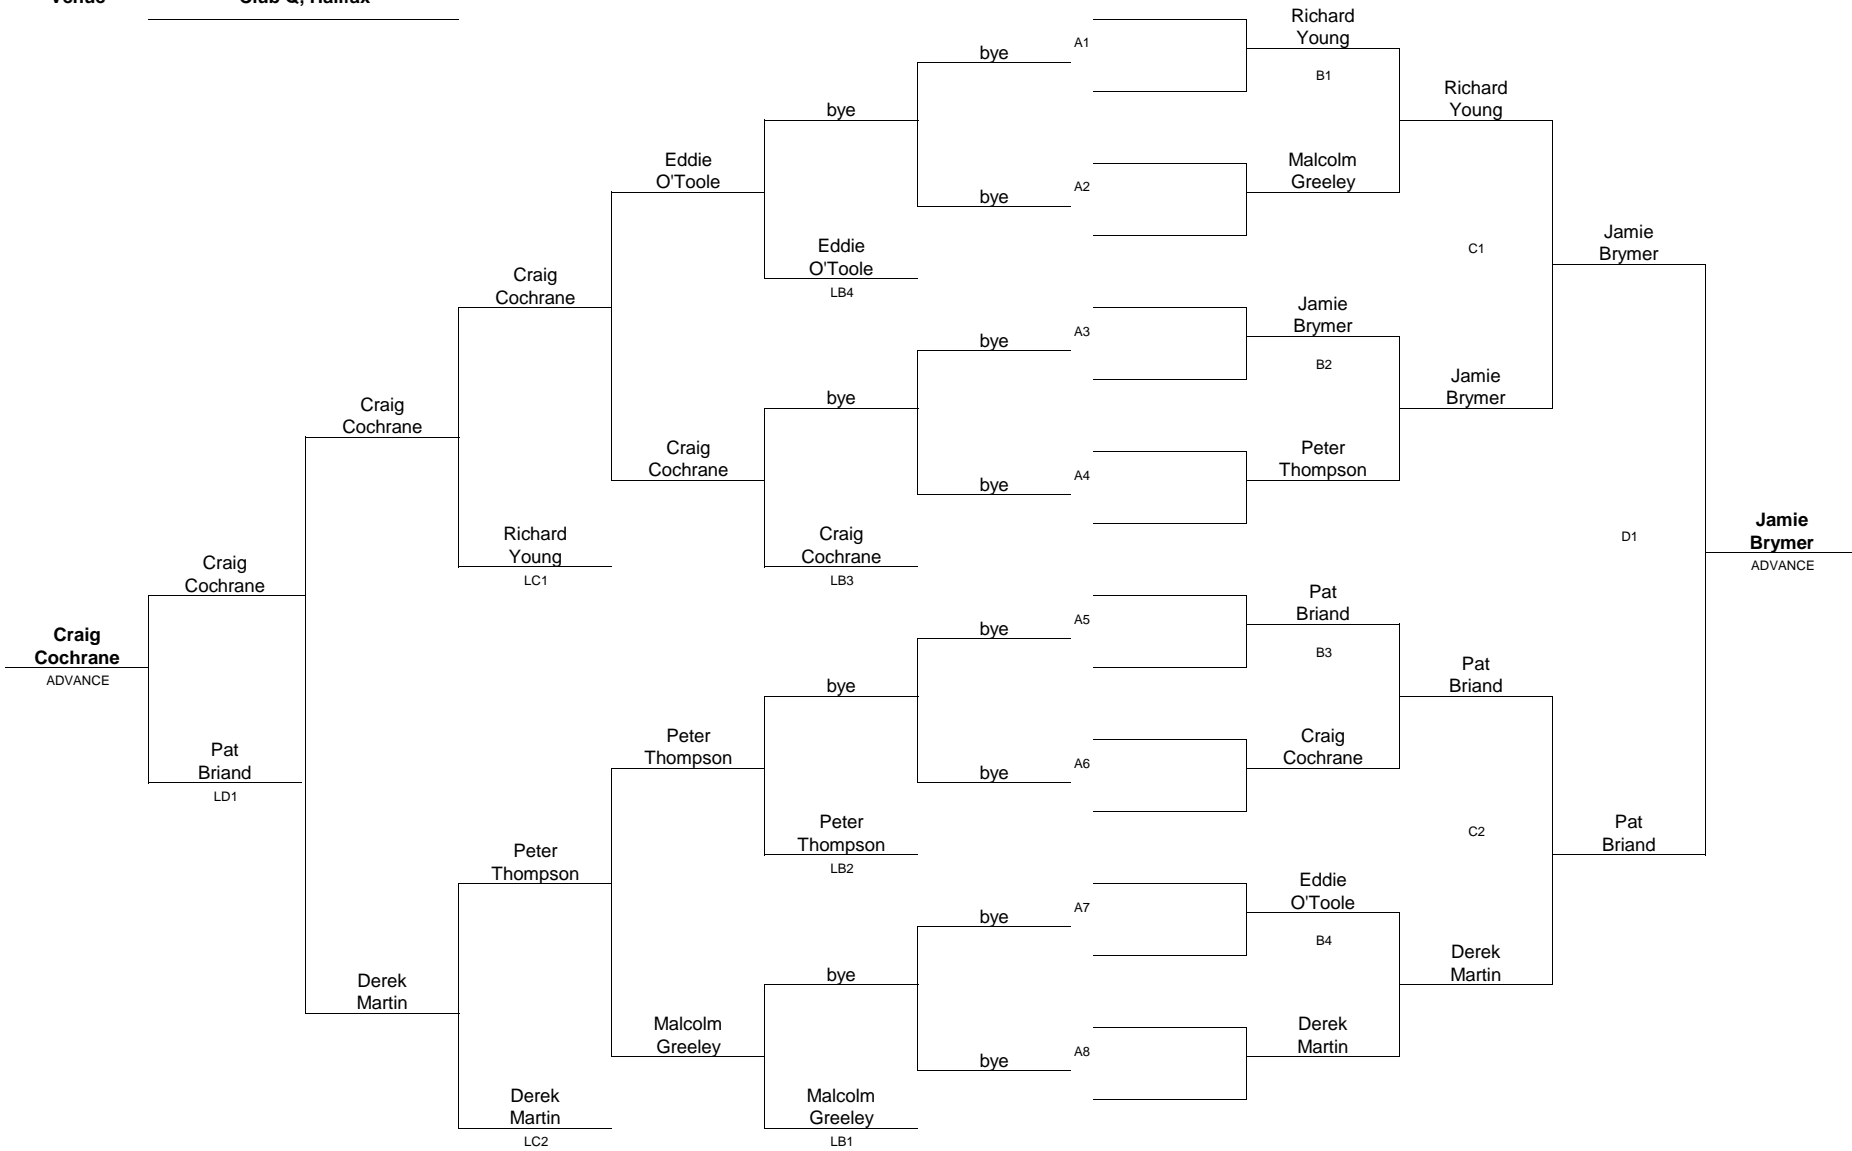 Venue
Club Q, Halifax
Richard
Young
bye
A1
B1
Richard
Young
bye
Eddie
O'Toole
Malcolm
Greeley
A2
bye
Jamie
Brymer
Eddie
O'Toole
C1
Craig
Cochrane
LB4
Jamie
Brymer
A3
bye
B2
Jamie
Brymer
bye
Craig
Cochrane
Craig
Cochrane
Peter
Thompson
A4
bye
Richard
Young
Craig
Cochrane
D1
Jamie
Brymer
ADVANCE
Craig
Cochrane
LC1
LB3
Pat
Briand
A5
bye
Craig
Cochrane
ADVANCE
B3
Pat
Briand
bye
Peter
Thompson
Craig
Cochrane
A6
bye
Pat
Briand
LD1
Peter
Thompson
C2
Pat
Briand
Peter
Thompson
LB2
Eddie
O'Toole
A7
bye
B4
Derek
Martin
bye
Derek
Martin
Malcolm
Greeley
Derek
Martin
A8
bye
Derek
Martin
Malcolm
Greeley
LC2
LB1